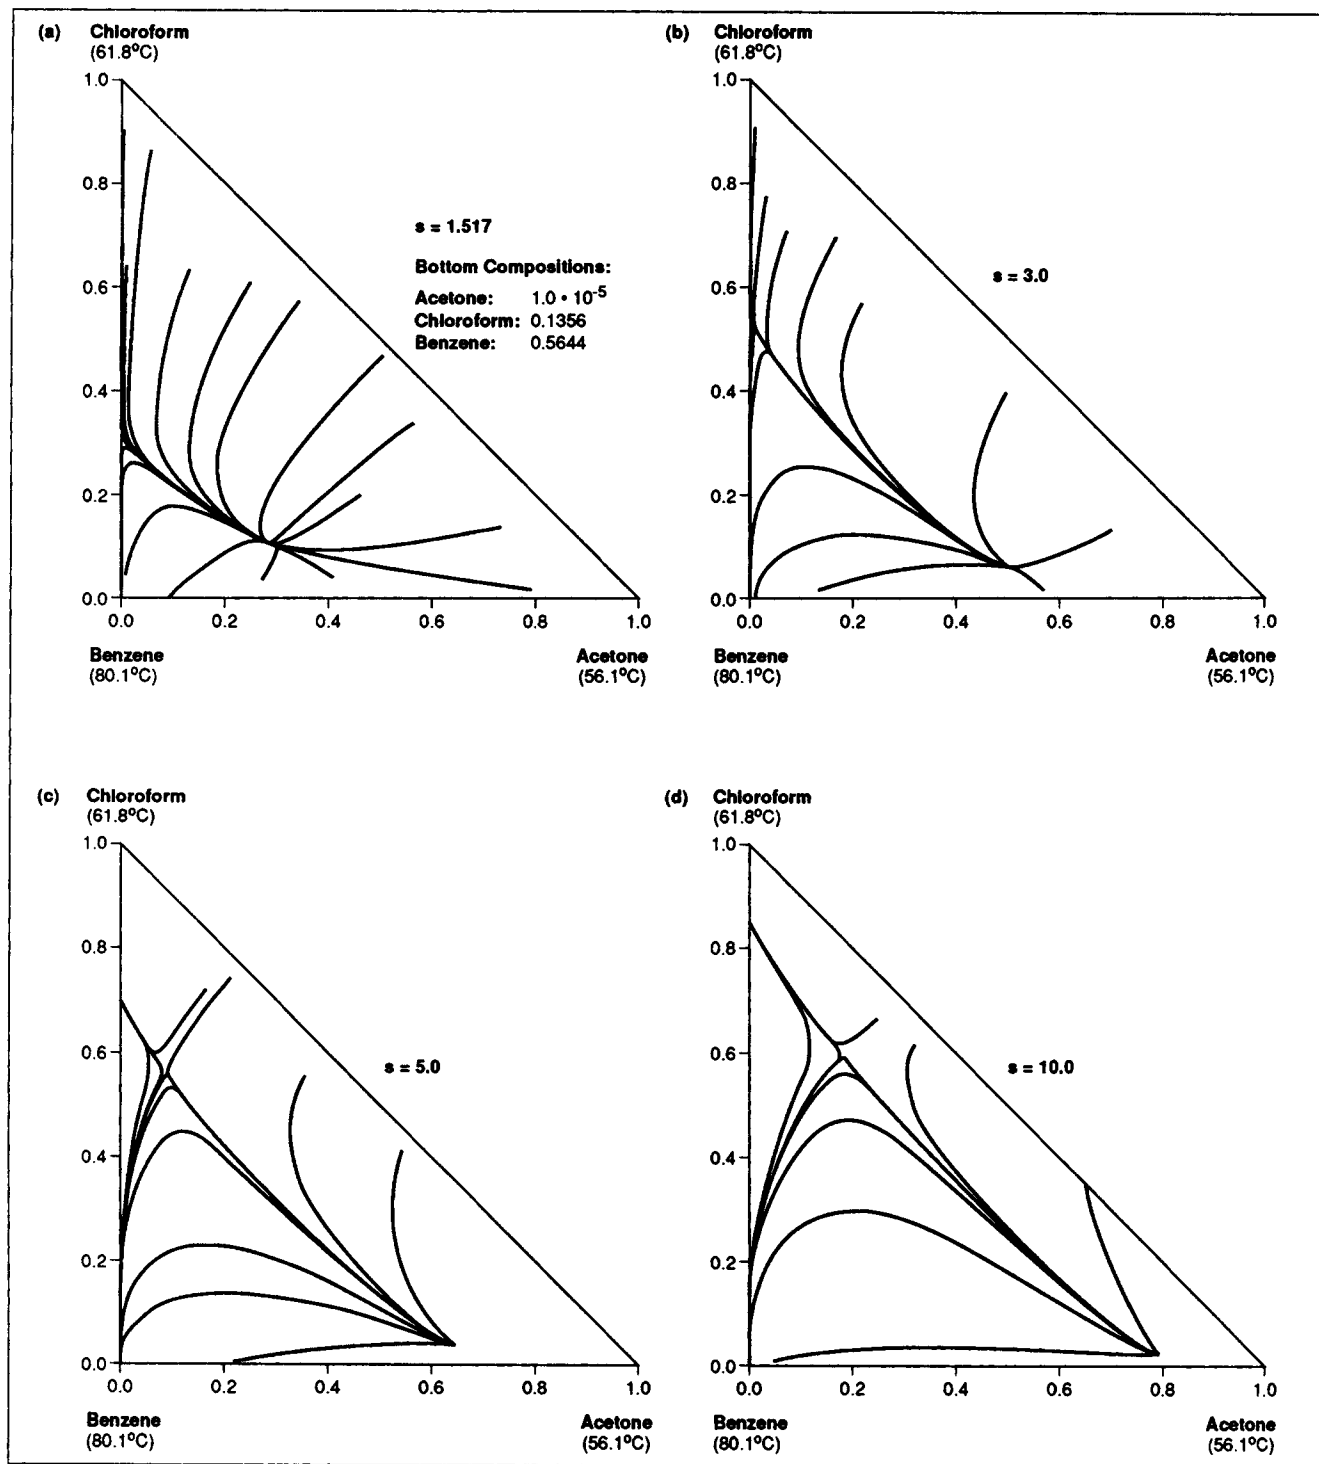 (a) Chloroform
(61.8°C)
1.0
0.8
0.6
0.4
0.2
0.0
0.0 0.2 0.4 0.6 0.8 1.0
Benzene
(80.1°C)
Acetone
(56.1°C)
s = 1.517
Bottom Compositions:
Acetone: 1.0 • 10⁻⁵
Chloroform: 0.1356
Benzene: 0.5644
(b) Chloroform
(61.8°C)
1.0
0.8
0.6
0.4
0.2
0.0
0.0 0.2 0.4 0.6 0.8 1.0
Benzene
(80.1°C)
Acetone
(56.1°C)
s = 3.0
(c) Chloroform
(61.8°C)
1.0
0.8
0.6
0.4
0.2
0.0
0.0 0.2 0.4 0.6 0.8 1.0
Benzene
(80.1°C)
Acetone
(56.1°C)
s = 5.0
(d) Chloroform
(61.8°C)
1.0
0.8
0.6
0.4
0.2
0.0
0.0 0.2 0.4 0.6 0.8 1.0
Benzene
(80.1°C)
Acetone
(56.1°C)
s = 10.0